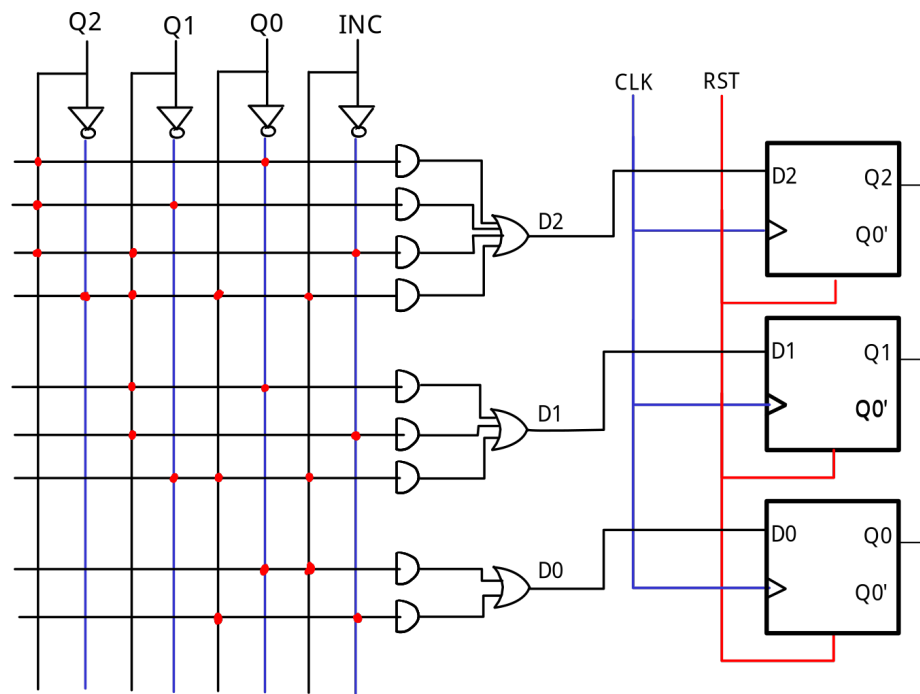 Q2 Q1 Q0 INC
CLK RST
D2 Q2
D2 Q0'
D1 Q1
D1 Q0'
D0 Q0
D0 Q0'